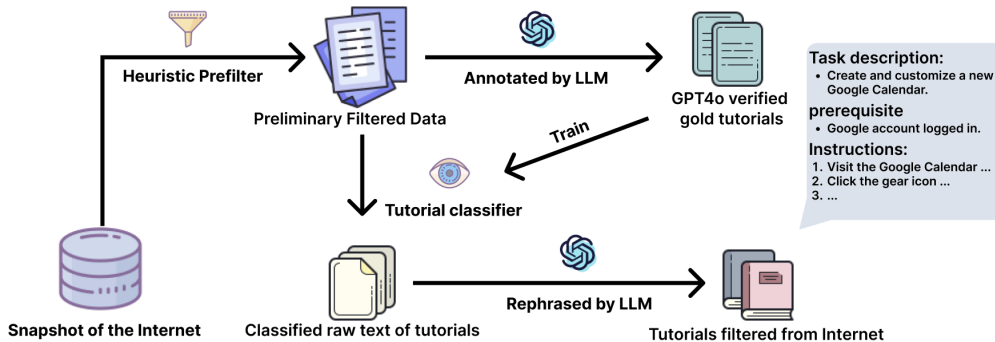 Heuristic Prefilter
Preliminary Filtered Data
Annotated by LLM
GPT4o verified
gold tutorials
Train
Tutorial classifier
Snapshot of the Internet
Classified raw text of tutorials
Rephrased by LLM
Tutorials filtered from Internet
Task description:
• Create and customize a new
Google Calendar.
prerequisite
• Google account logged in.
Instructions:
1. Visit the Google Calendar ...
2. Click the gear icon ...
3. ...